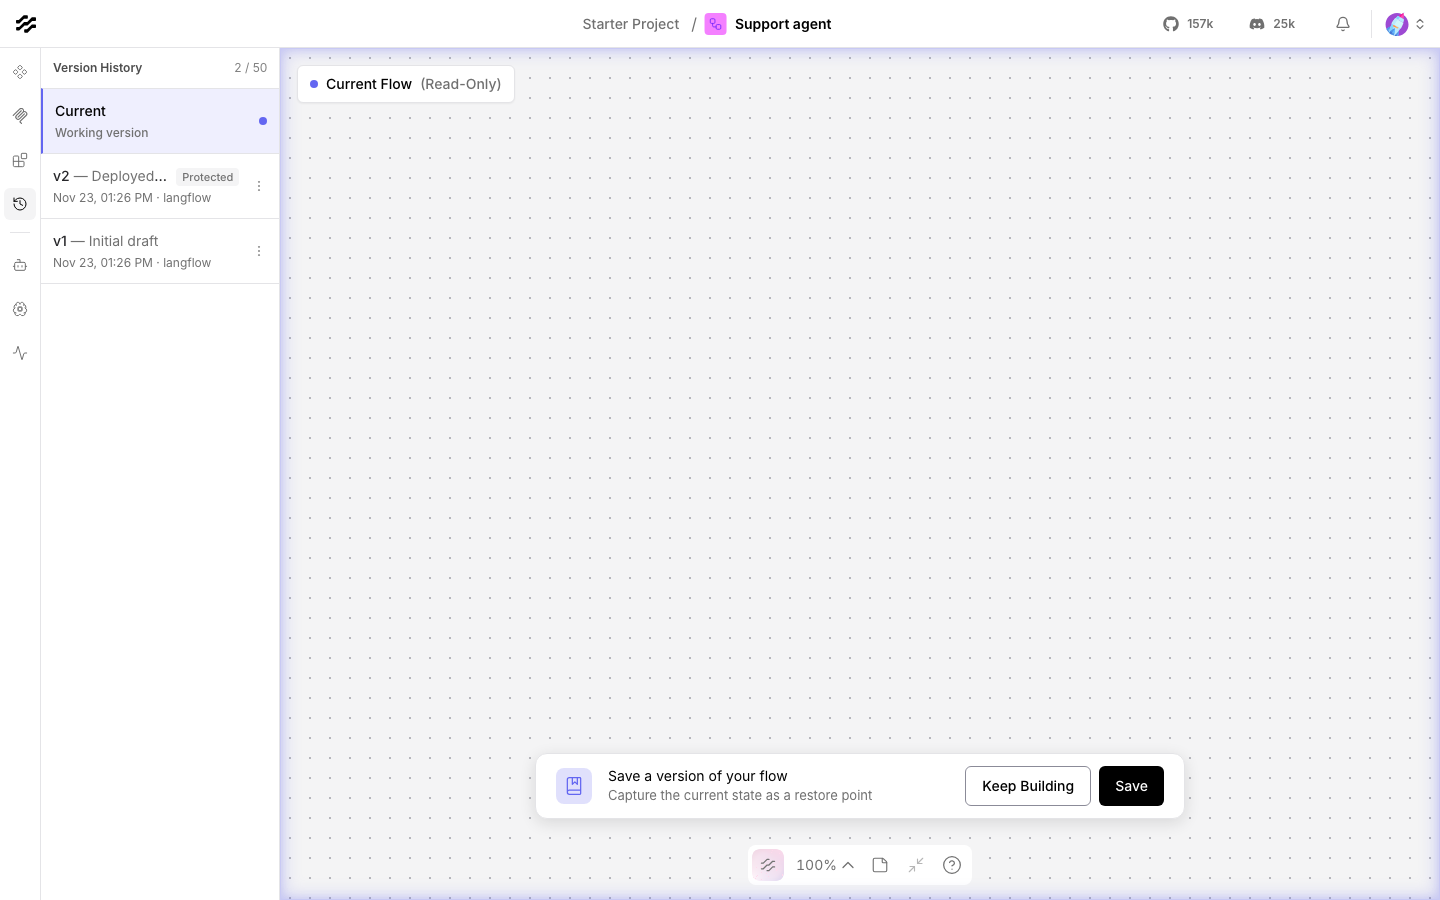 Starter Project / Support agent
157k
25k
Version History
2 / 50
Current
Working version
v2 — Deployed...
Protected
Nov 23, 01:26 PM · langflow
v1 — Initial draft
Nov 23, 01:26 PM · langflow
Current Flow (Read-Only)
Save a version of your flow
Capture the current state as a restore point
Keep Building
Save
100%